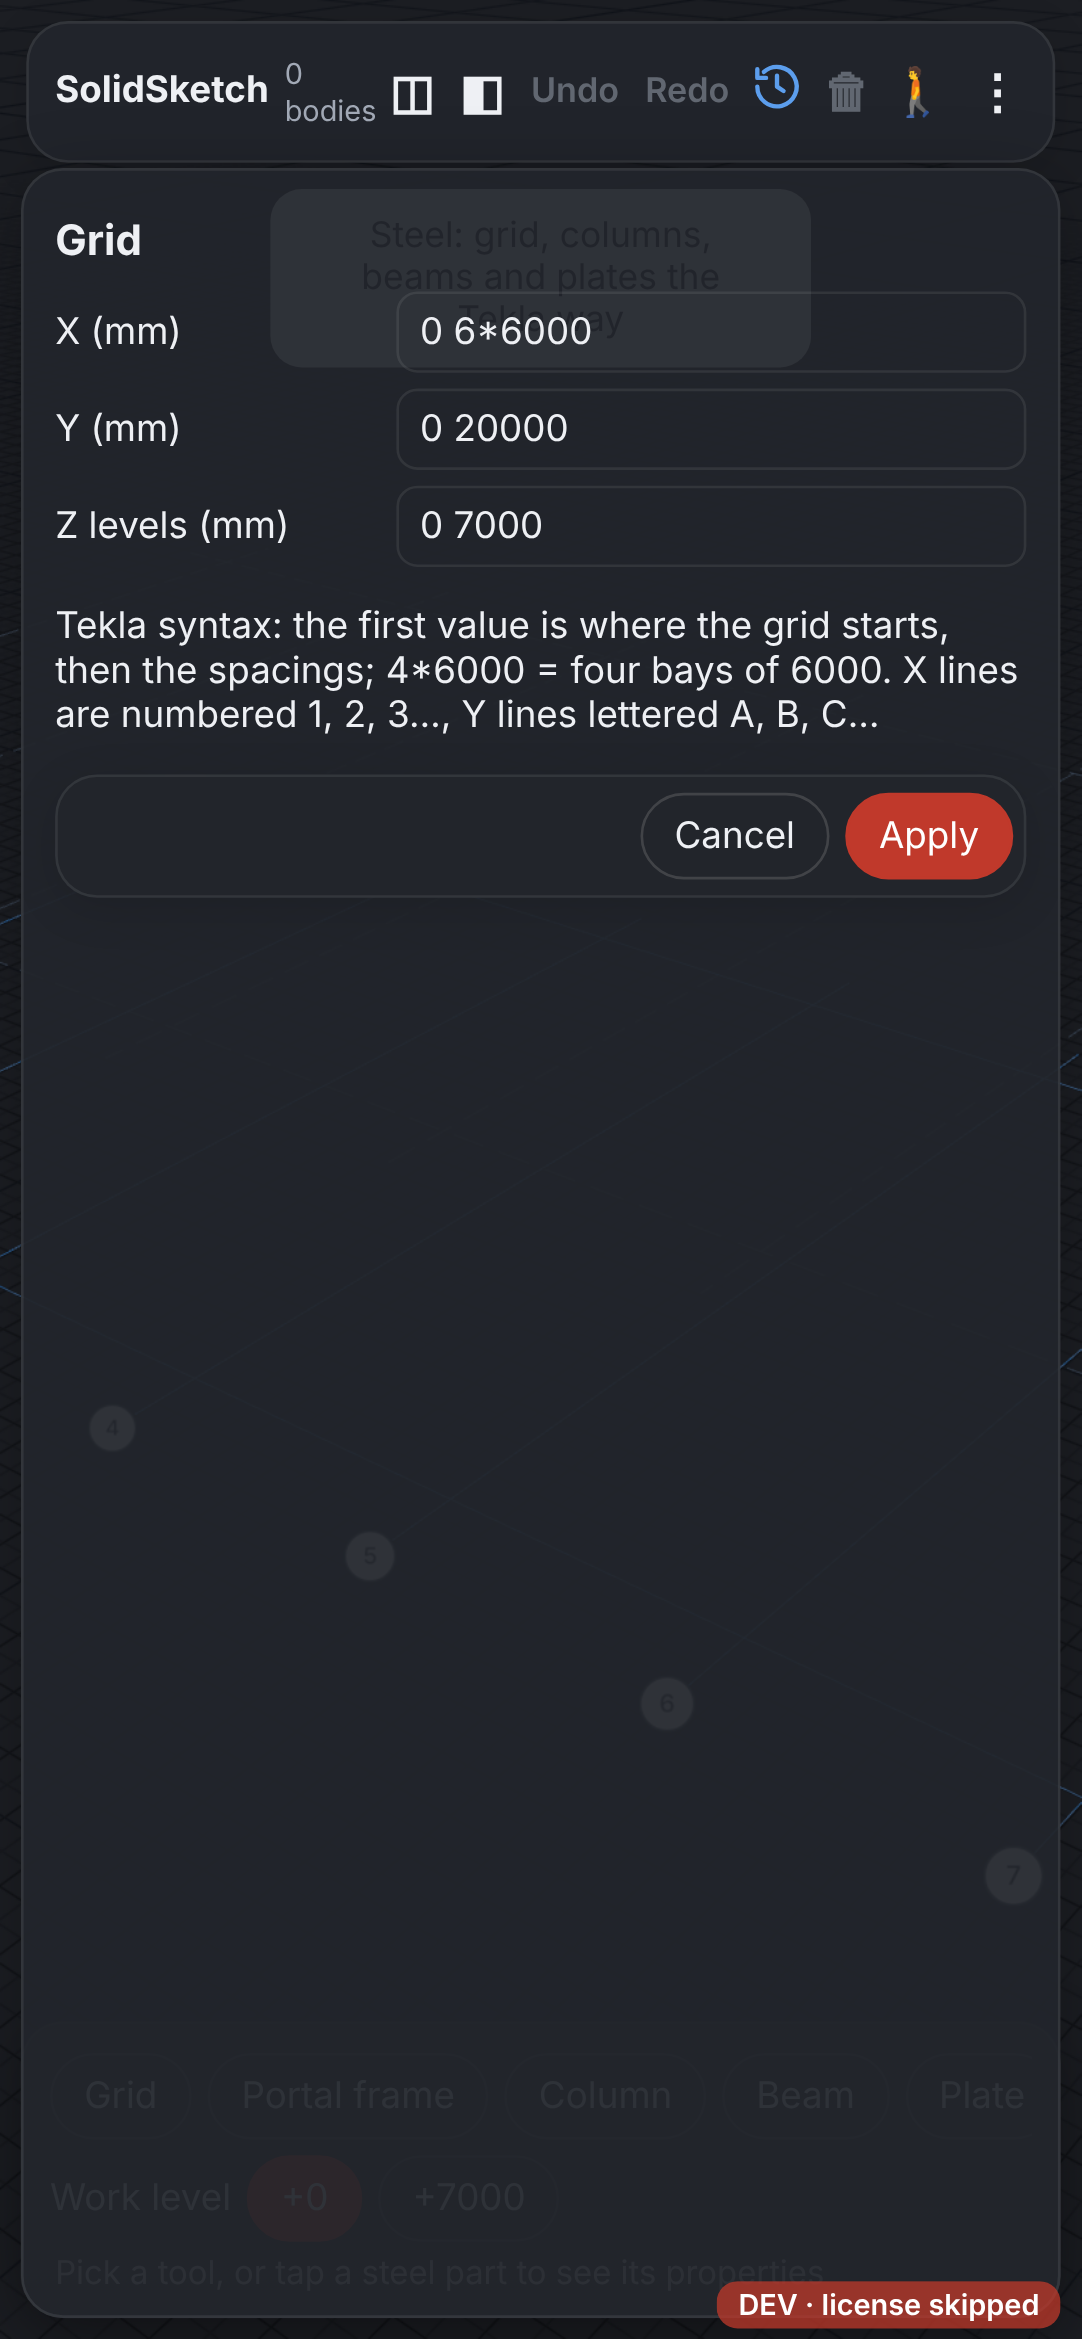 SolidSketch
0
bodies
Undo
Redo
Grid
Steel: grid, columns,
beams and plates the
Tekla way
X (mm)
0 6*6000
Y (mm)
0 20000
Z levels (mm)
0 7000
Tekla syntax: the first value is where the grid starts,
then the spacings; 4*6000 = four bays of 6000. X lines
are numbered 1, 2, 3..., Y lines lettered A, B, C...
Cancel
Apply
4
5
6
7
Grid
Portal frame
Column
Beam
Plate
Work level
+0
+7000
Pick a tool, or tap a steel part to see its properties
DEV · license skipped